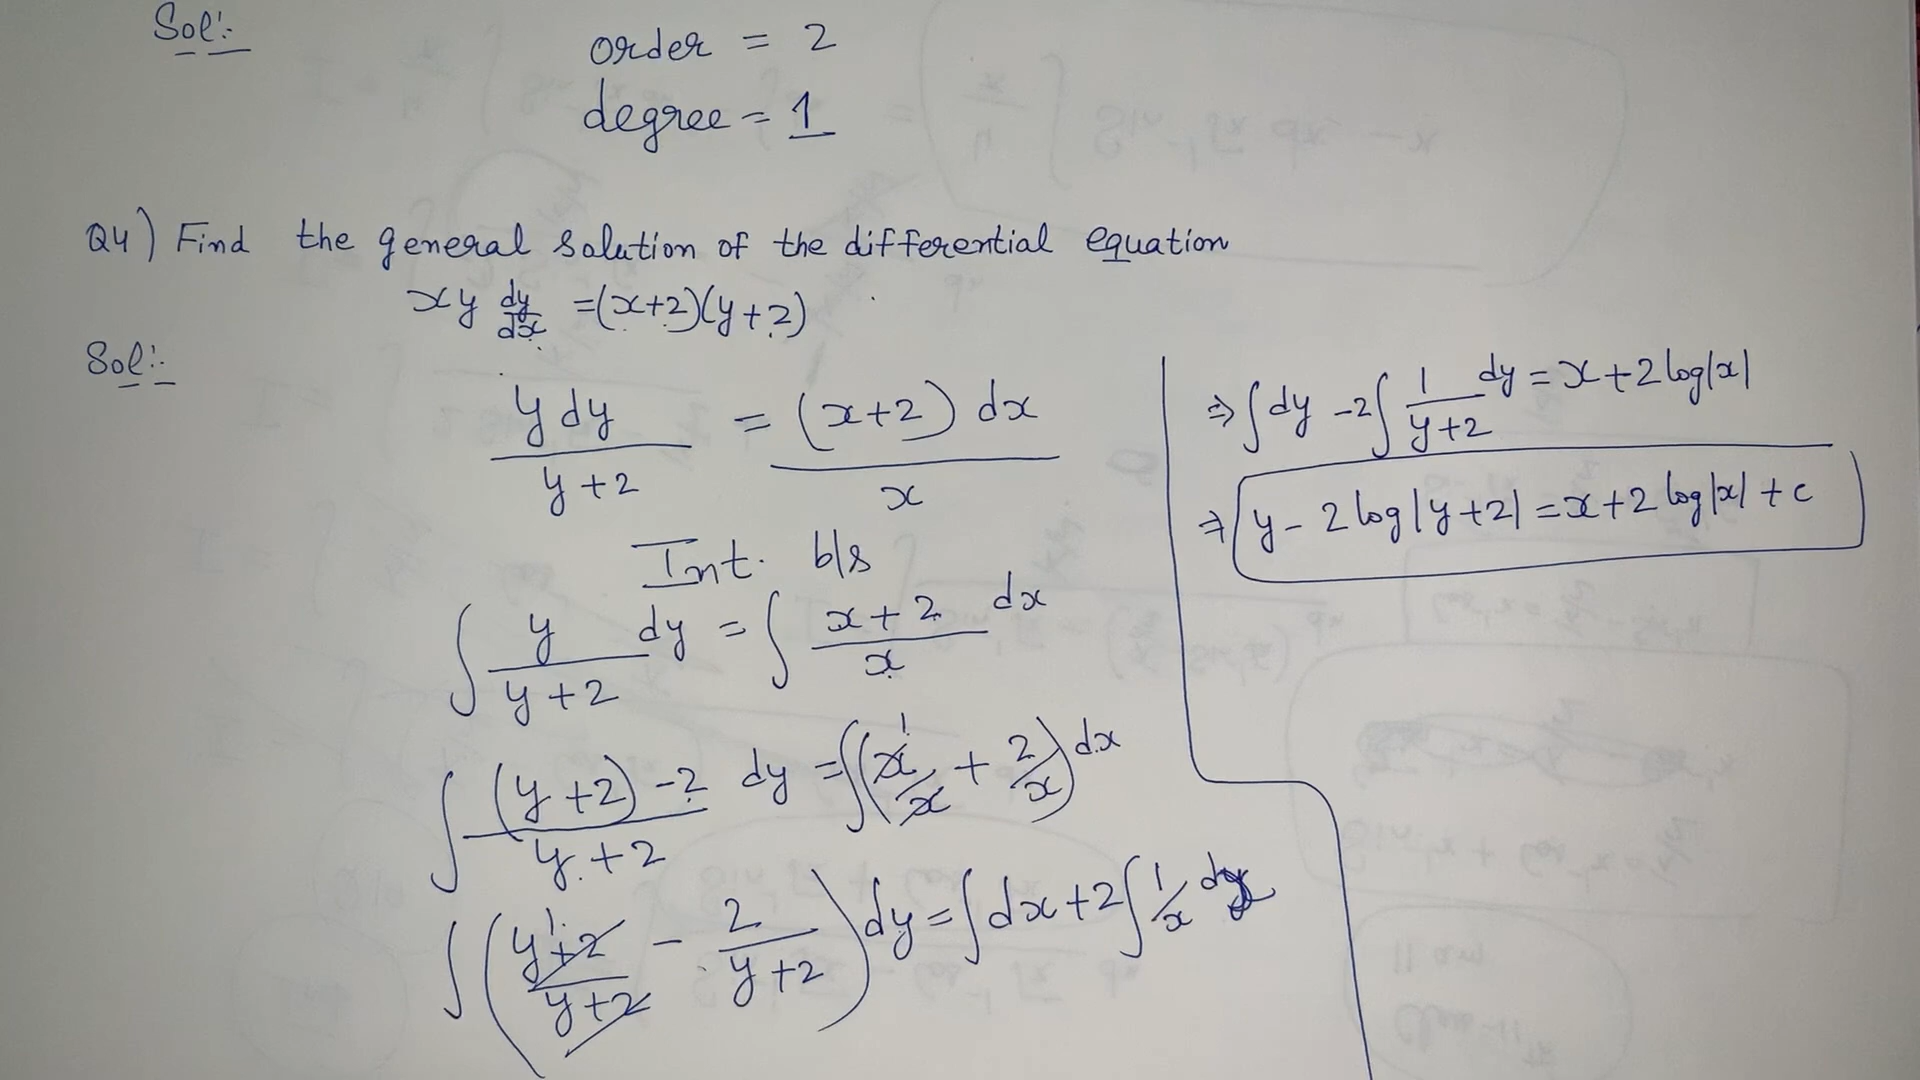 Sol:-
order = 2
degree = 1
Q4) Find the general solution of the differential equation
xy dy/dx = (x+2)(y+2)
Sol:-
y dy / y+2 = (x+2) dx / x
Int. b/s
∫ y / y+2 dy = ∫ x+2 / x dx
∫ (y+2)-2 / y+2 dy = ∫(x/x + 2/x) dx
∫ (y+2 / y+2 - 2 / y+2) dy = ∫dx + 2∫ 1/x dx
⇒ ∫dy - 2∫ 1 / y+2 dy = x + 2 log|x|
⇒ y - 2 log|y+2| = x + 2 log|x| + c